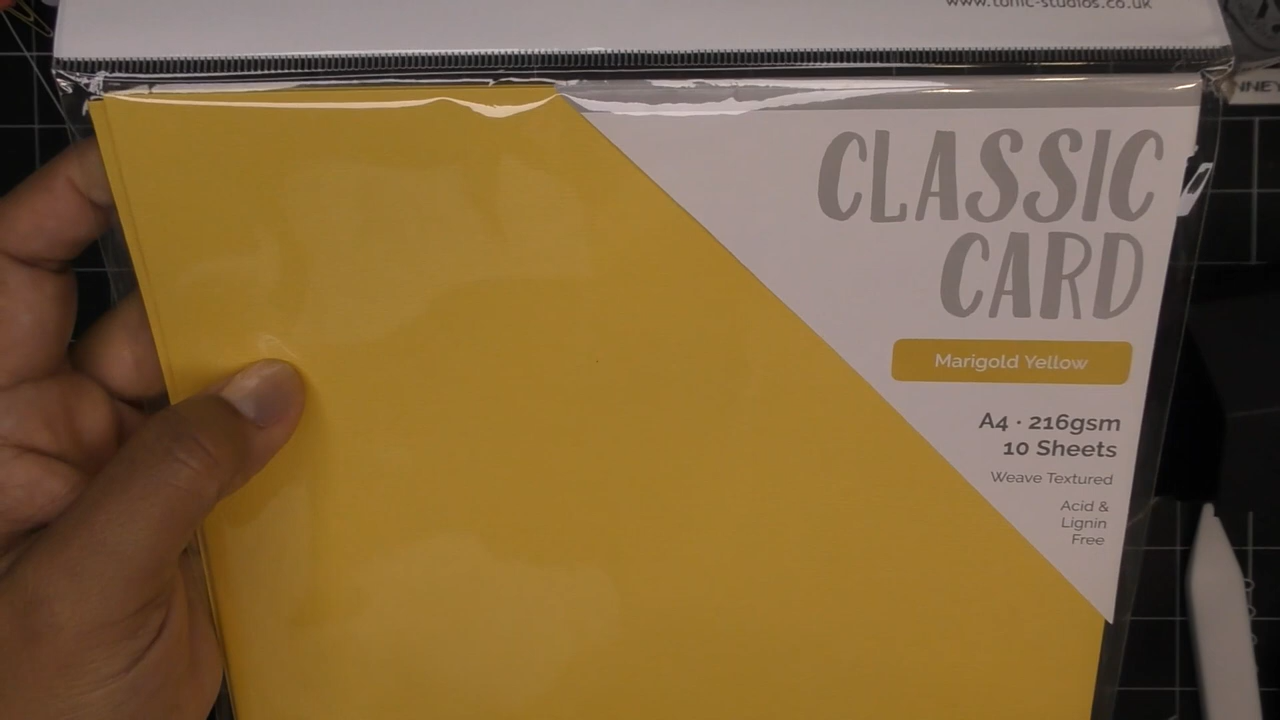 www.tonic-studios.co.uk
CLASSIC
CARD
Marigold Yellow
A4 · 216gsm
10 Sheets
Weave Textured
Acid &
Lignin
Free